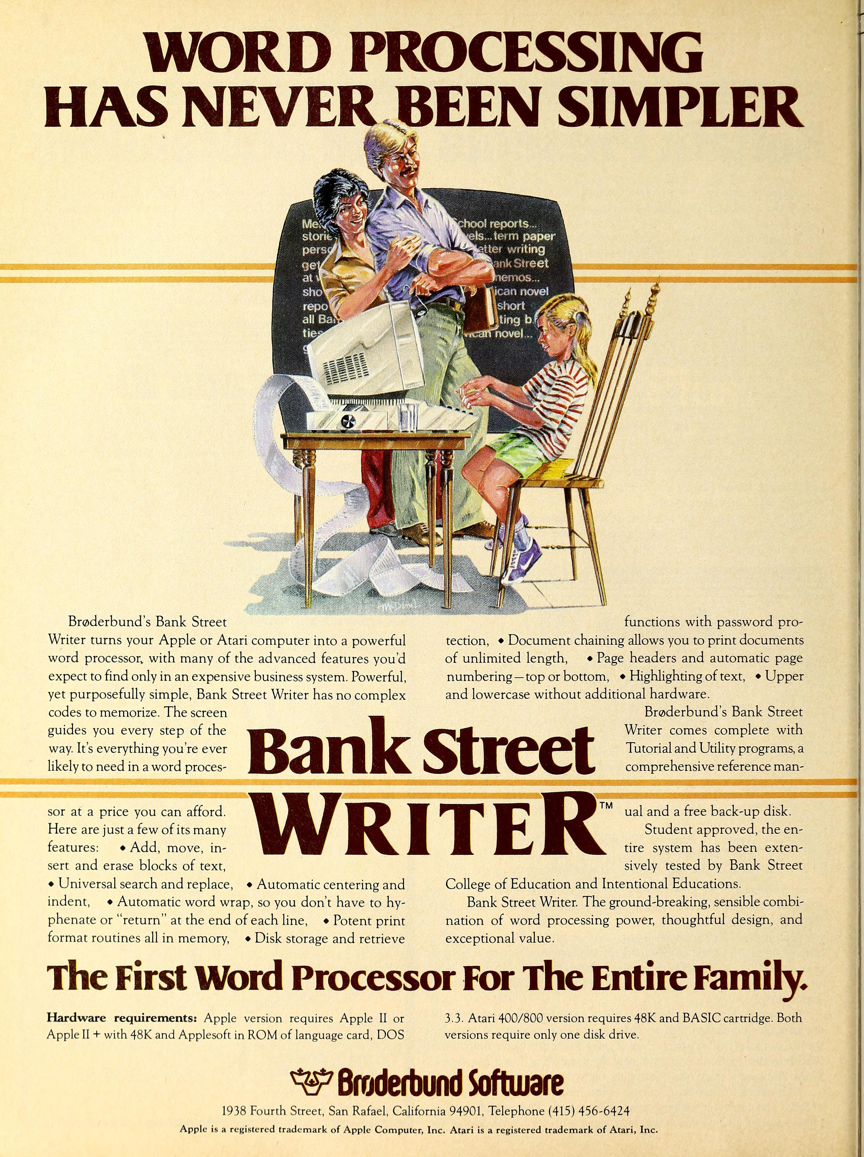 WORD PROCESSING
HAS NEVER BEEN SIMPLER
School reports...
stories
els...term paper
letter writing
get
Bank Street
at
memos...
ican novel
short
all
ting b
ican novel...
Brøderbund's Bank Street
Writer turns your Apple or Atari computer into a powerful
word processor, with many of the advanced features you'd
expect to find only in an expensive business system. Powerful,
yet purposefully simple, Bank Street Writer has no complex
codes to memorize. The screen
guides you every step of the
way. It's everything you're ever
likely to need in a word proces-
sor at a price you can afford.
Here are just a few of its many
features: ♦ Add, move, in-
sert and erase blocks of text,
♦ Universal search and replace, ♦ Automatic centering and
indent, ♦ Automatic word wrap, so you don't have to hy-
phenate or "return" at the end of each line, ♦ Potent print
format routines all in memory, ♦ Disk storage and retrieve
functions with password pro-
tection, ♦ Document chaining allows you to print documents
of unlimited length, ♦ Page headers and automatic page
numbering—top or bottom, ♦ Highlighting of text, ♦ Upper
and lowercase without additional hardware.
Brøderbund's Bank Street
Writer comes complete with
Tutorial and Utility programs, a
comprehensive reference man-
ual and a free back-up disk.
Student approved, the en-
tire system has been exten-
sively tested by Bank Street
College of Education and Intentional Educations.
Bank Street Writer. The ground-breaking, sensible combi-
nation of word processing power, thoughtful design, and
exceptional value.
Bank Street
WRITER™
The First Word Processor For The Entire Family.
Hardware requirements: Apple version requires Apple II or
Apple II + with 48K and Applesoft in ROM of language card, DOS
3.3. Atari 400/800 version requires 48K and BASIC cartridge. Both
versions require only one disk drive.
Brøderbund Software
1938 Fourth Street, San Rafael, California 94901, Telephone (415) 456-6424
Apple is a registered trademark of Apple Computer, Inc. Atari is a registered trademark of Atari, Inc.